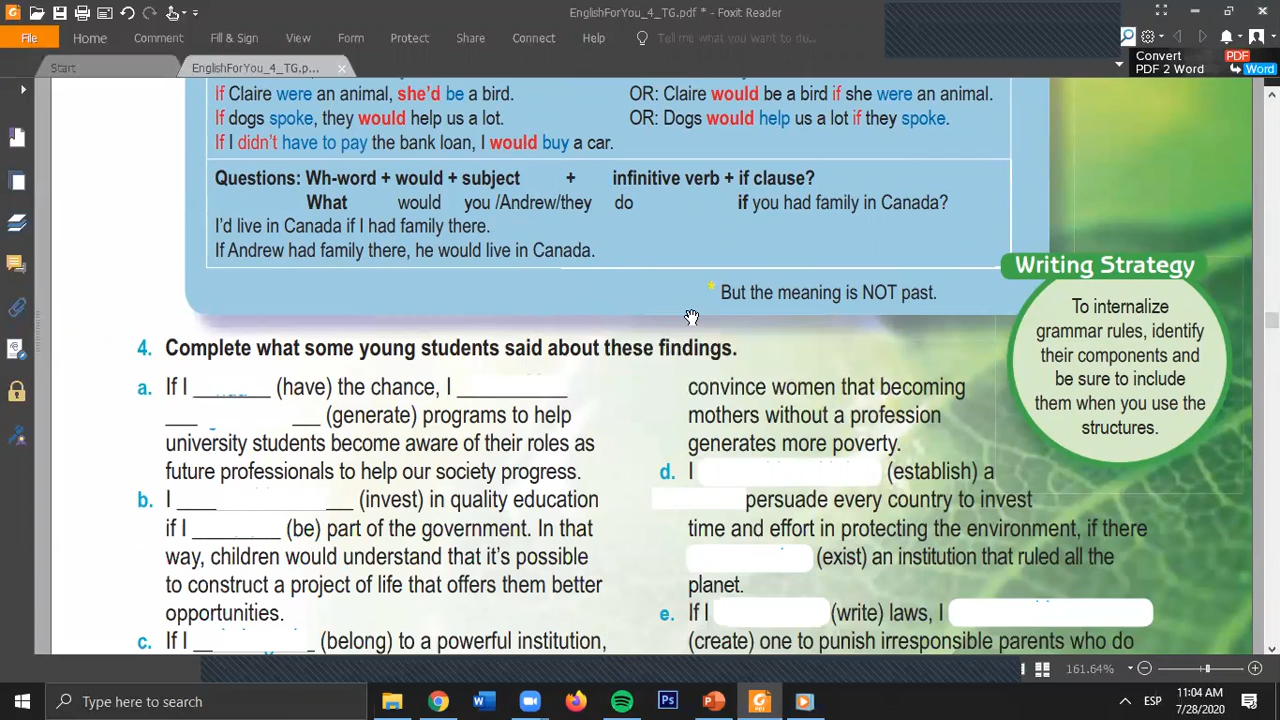 EnglishForYou_4_TG.pdf * - Foxit Reader
File Home Comment Fill & Sign View Form Protect Share Connect Help Tell me what you want to do...
Convert PDF
PDF 2 Word Word
Start EnglishForYou_4_TG.p...
If Claire were an animal, she'd be a bird. OR: Claire would be a bird if she were an animal.
If dogs spoke, they would help us a lot. OR: Dogs would help us a lot if they spoke.
If I didn't have to pay the bank loan, I would buy a car.
Questions: Wh-word + would + subject + infinitive verb + if clause?
What would you /Andrew/they do if you had family in Canada?
I'd live in Canada if I had family there.
If Andrew had family there, he would live in Canada.
* But the meaning is NOT past.
Writing Strategy
To internalize
grammar rules, identify
their components and
be sure to include
them when you use the
structures.
4. Complete what some young students said about these findings.
a. If I ________ (have) the chance, I ___________
___ ___ (generate) programs to help
university students become aware of their roles as
future professionals to help our society progress.
b. I ____ ___ (invest) in quality education
if I _________ (be) part of the government. In that
way, children would understand that it's possible
to construct a project of life that offers them better
opportunities.
c. If I __ _ (belong) to a powerful institution,
convince women that becoming
mothers without a profession
generates more poverty.
d. I (establish) a
persuade every country to invest
time and effort in protecting the environment, if there
(exist) an institution that ruled all the
planet.
e. If I (write) laws, I
(create) one to punish irresponsible parents who do
161.64%
Type here to search
ESP
11:04 AM
7/28/2020